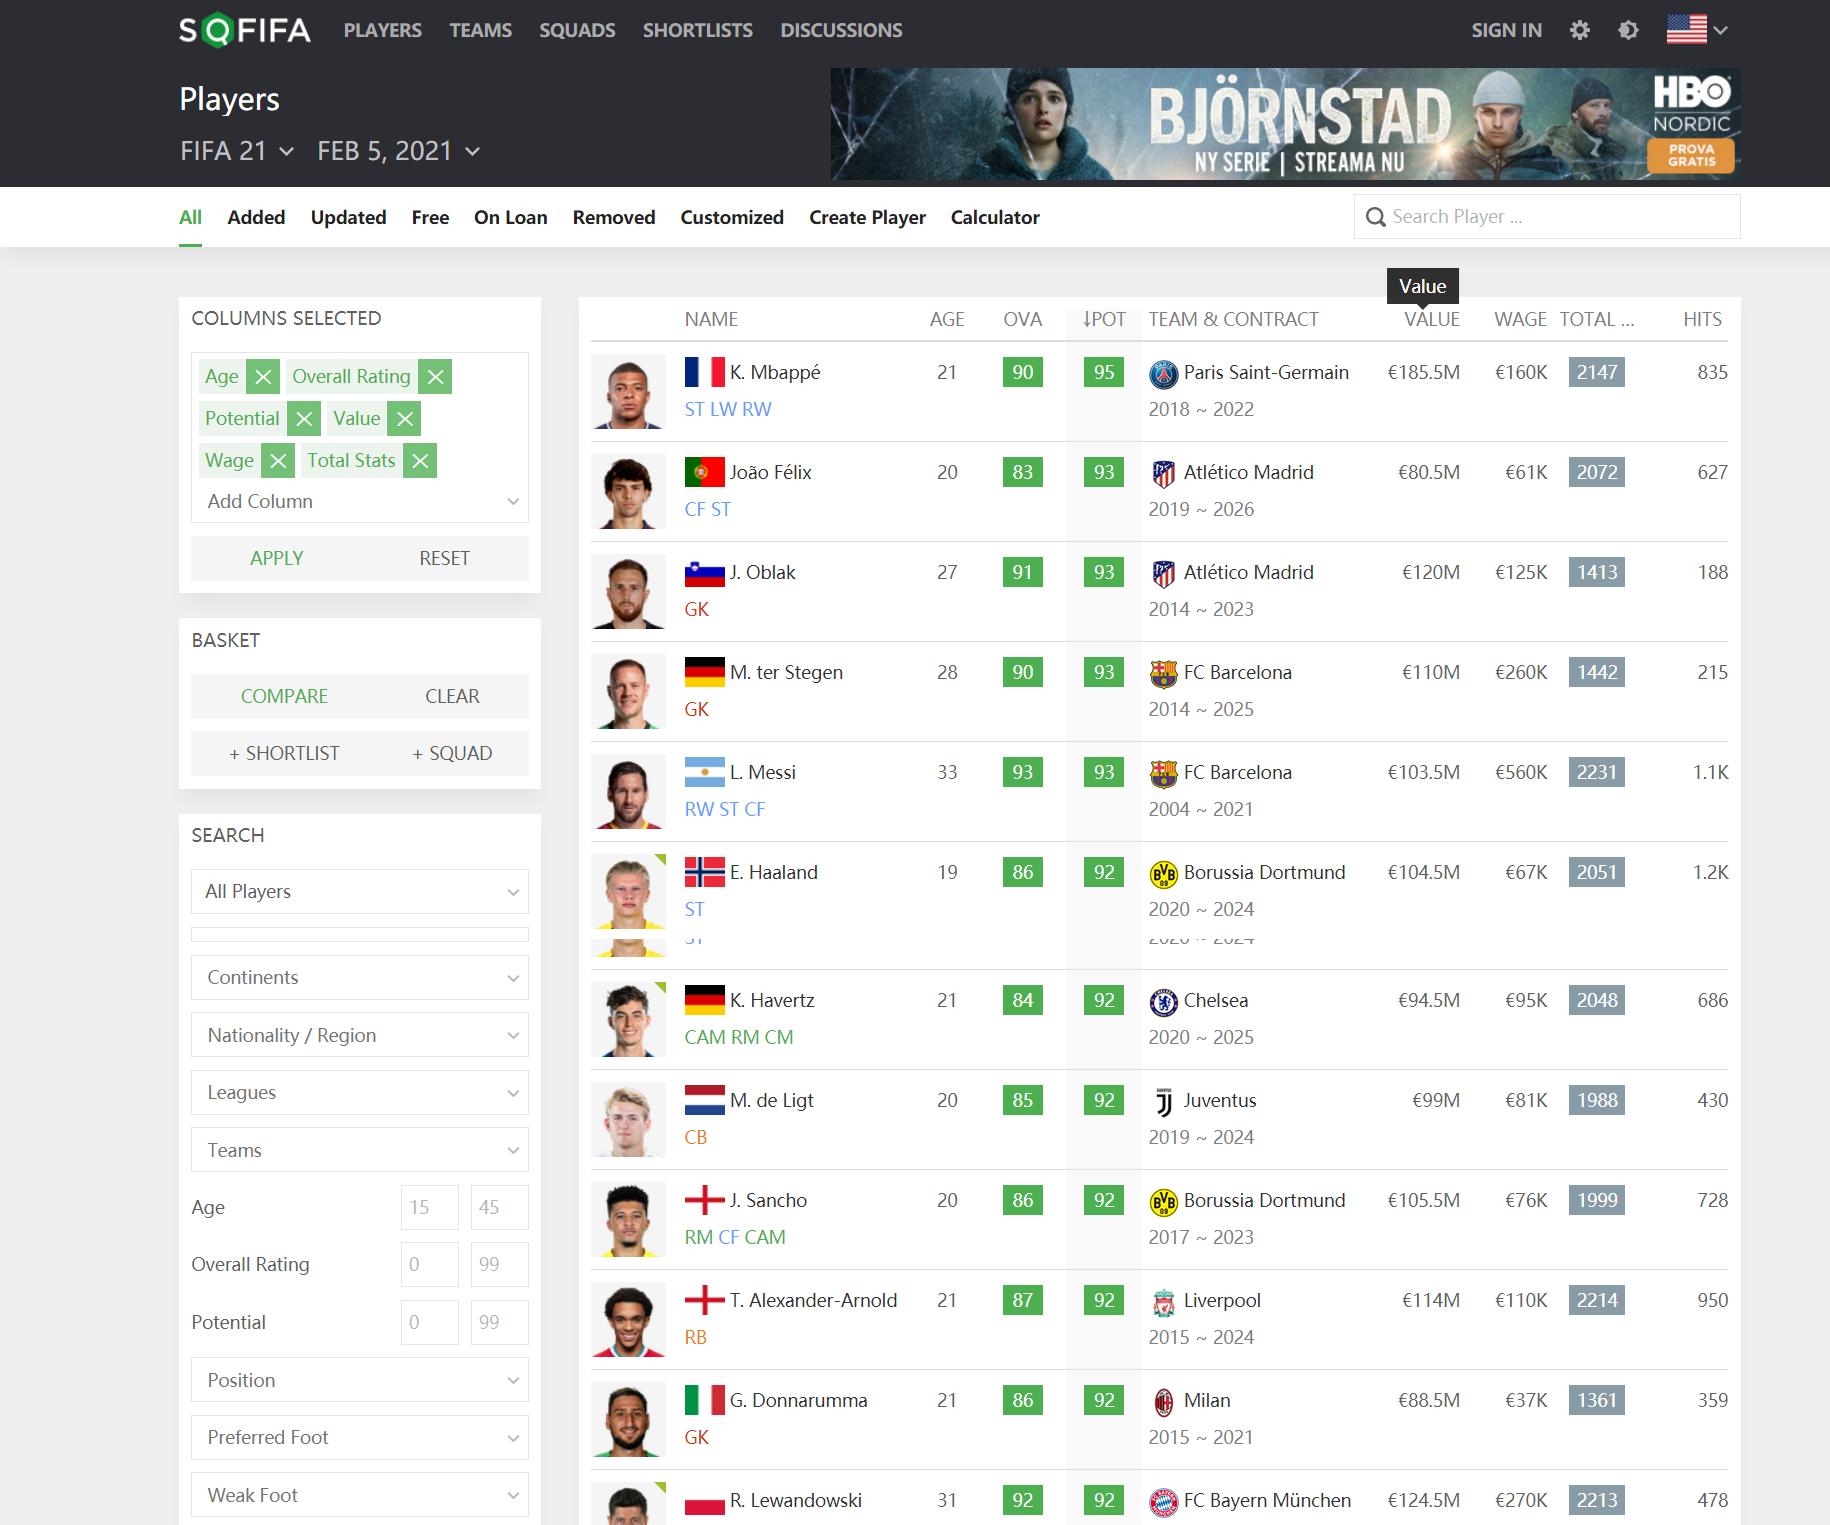 SOFIFA PLAYERS TEAMS SQUADS SHORTLISTS DISCUSSIONS SIGN IN
Players
FIFA 21 FEB 5, 2021
BJÖRNSTAD
NY SERIE | STREAMA NU
HBO
NORDIC
PROVA
GRATIS
All Added Updated Free On Loan Removed Customized Create Player Calculator Search Player ...
COLUMNS SELECTED
Age Overall Rating
Potential Value
Wage Total Stats
Add Column
APPLY RESET
BASKET
COMPARE CLEAR
+ SHORTLIST + SQUAD
SEARCH
All Players
Continents
Nationality / Region
Leagues
Teams
Age 15 45
Overall Rating 0 99
Potential 0 99
Position
Preferred Foot
Weak Foot
Value
NAME AGE OVA ↓POT TEAM & CONTRACT VALUE WAGE TOTAL ... HITS
K. Mbappé 21 90 95 Paris Saint-Germain €185.5M €160K 2147 835
ST LW RW 2018 ~ 2022
João Félix 20 83 93 Atlético Madrid €80.5M €61K 2072 627
CF ST 2019 ~ 2026
J. Oblak 27 91 93 Atlético Madrid €120M €125K 1413 188
GK 2014 ~ 2023
M. ter Stegen 28 90 93 FC Barcelona €110M €260K 1442 215
GK 2014 ~ 2025
L. Messi 33 93 93 FC Barcelona €103.5M €560K 2231 1.1K
RW ST CF 2004 ~ 2021
E. Haaland 19 86 92 Borussia Dortmund €104.5M €67K 2051 1.2K
ST 2020 ~ 2024
ST 2020 ~ 2024
K. Havertz 21 84 92 Chelsea €94.5M €95K 2048 686
CAM RM CM 2020 ~ 2025
M. de Ligt 20 85 92 Juventus €99M €81K 1988 430
CB 2019 ~ 2024
J. Sancho 20 86 92 Borussia Dortmund €105.5M €76K 1999 728
RM CF CAM 2017 ~ 2023
T. Alexander-Arnold 21 87 92 Liverpool €114M €110K 2214 950
RB 2015 ~ 2024
G. Donnarumma 21 86 92 Milan €88.5M €37K 1361 359
GK 2015 ~ 2021
R. Lewandowski 31 92 92 FC Bayern München €124.5M €270K 2213 478